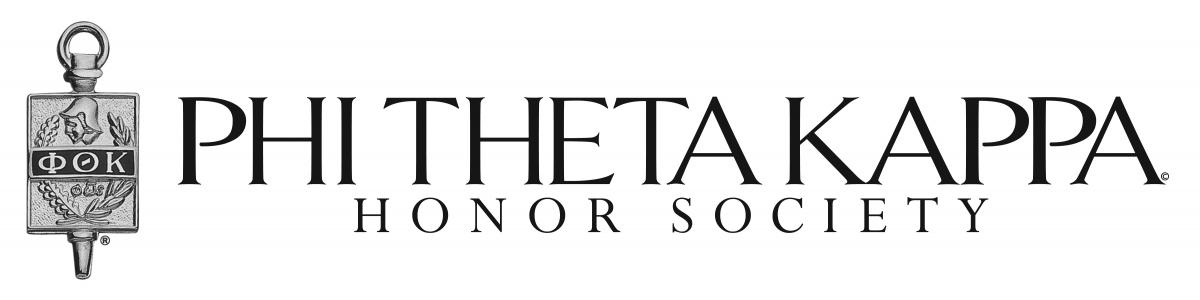 ΦΘΚ
®
PHI THETA KAPPA©
HONOR SOCIETY